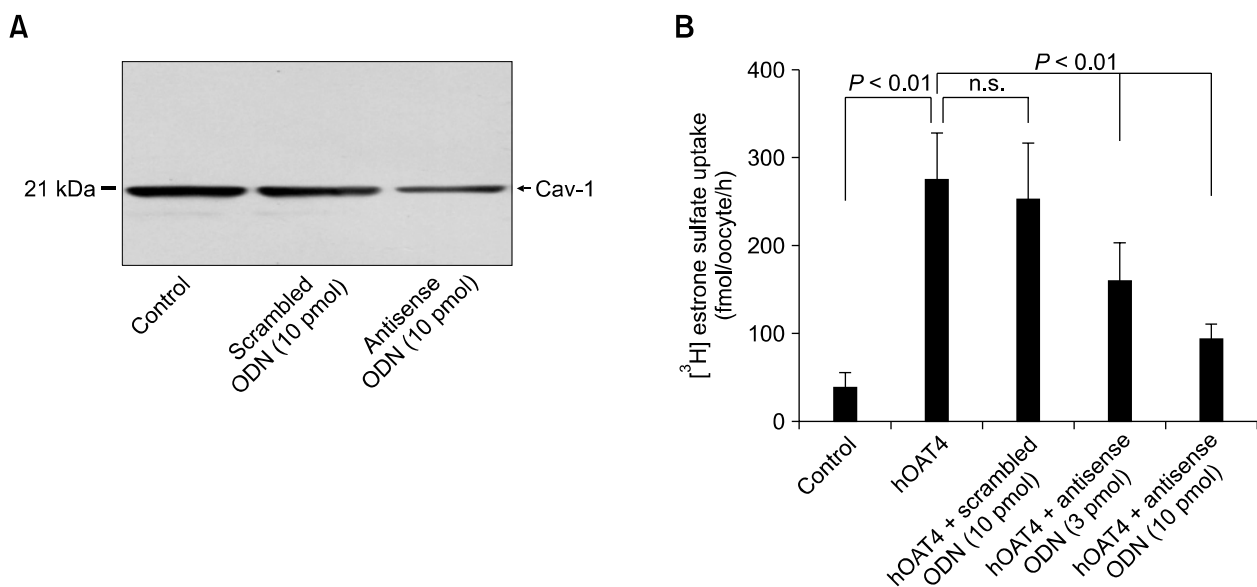 A
21 kDa
Cav-1
Control
Scrambled
ODN (10 pmol)
Antisense
ODN (10 pmol)
B
[³H] estrone sulfate uptake
(fmol/oocyte/h)
400
300
200
100
0
P < 0.01
n.s.
P < 0.01
Control
hOAT4
hOAT4 + scrambled
ODN (10 pmol)
hOAT4 + antisense
ODN (3 pmol)
hOAT4 + antisense
ODN (10 pmol)